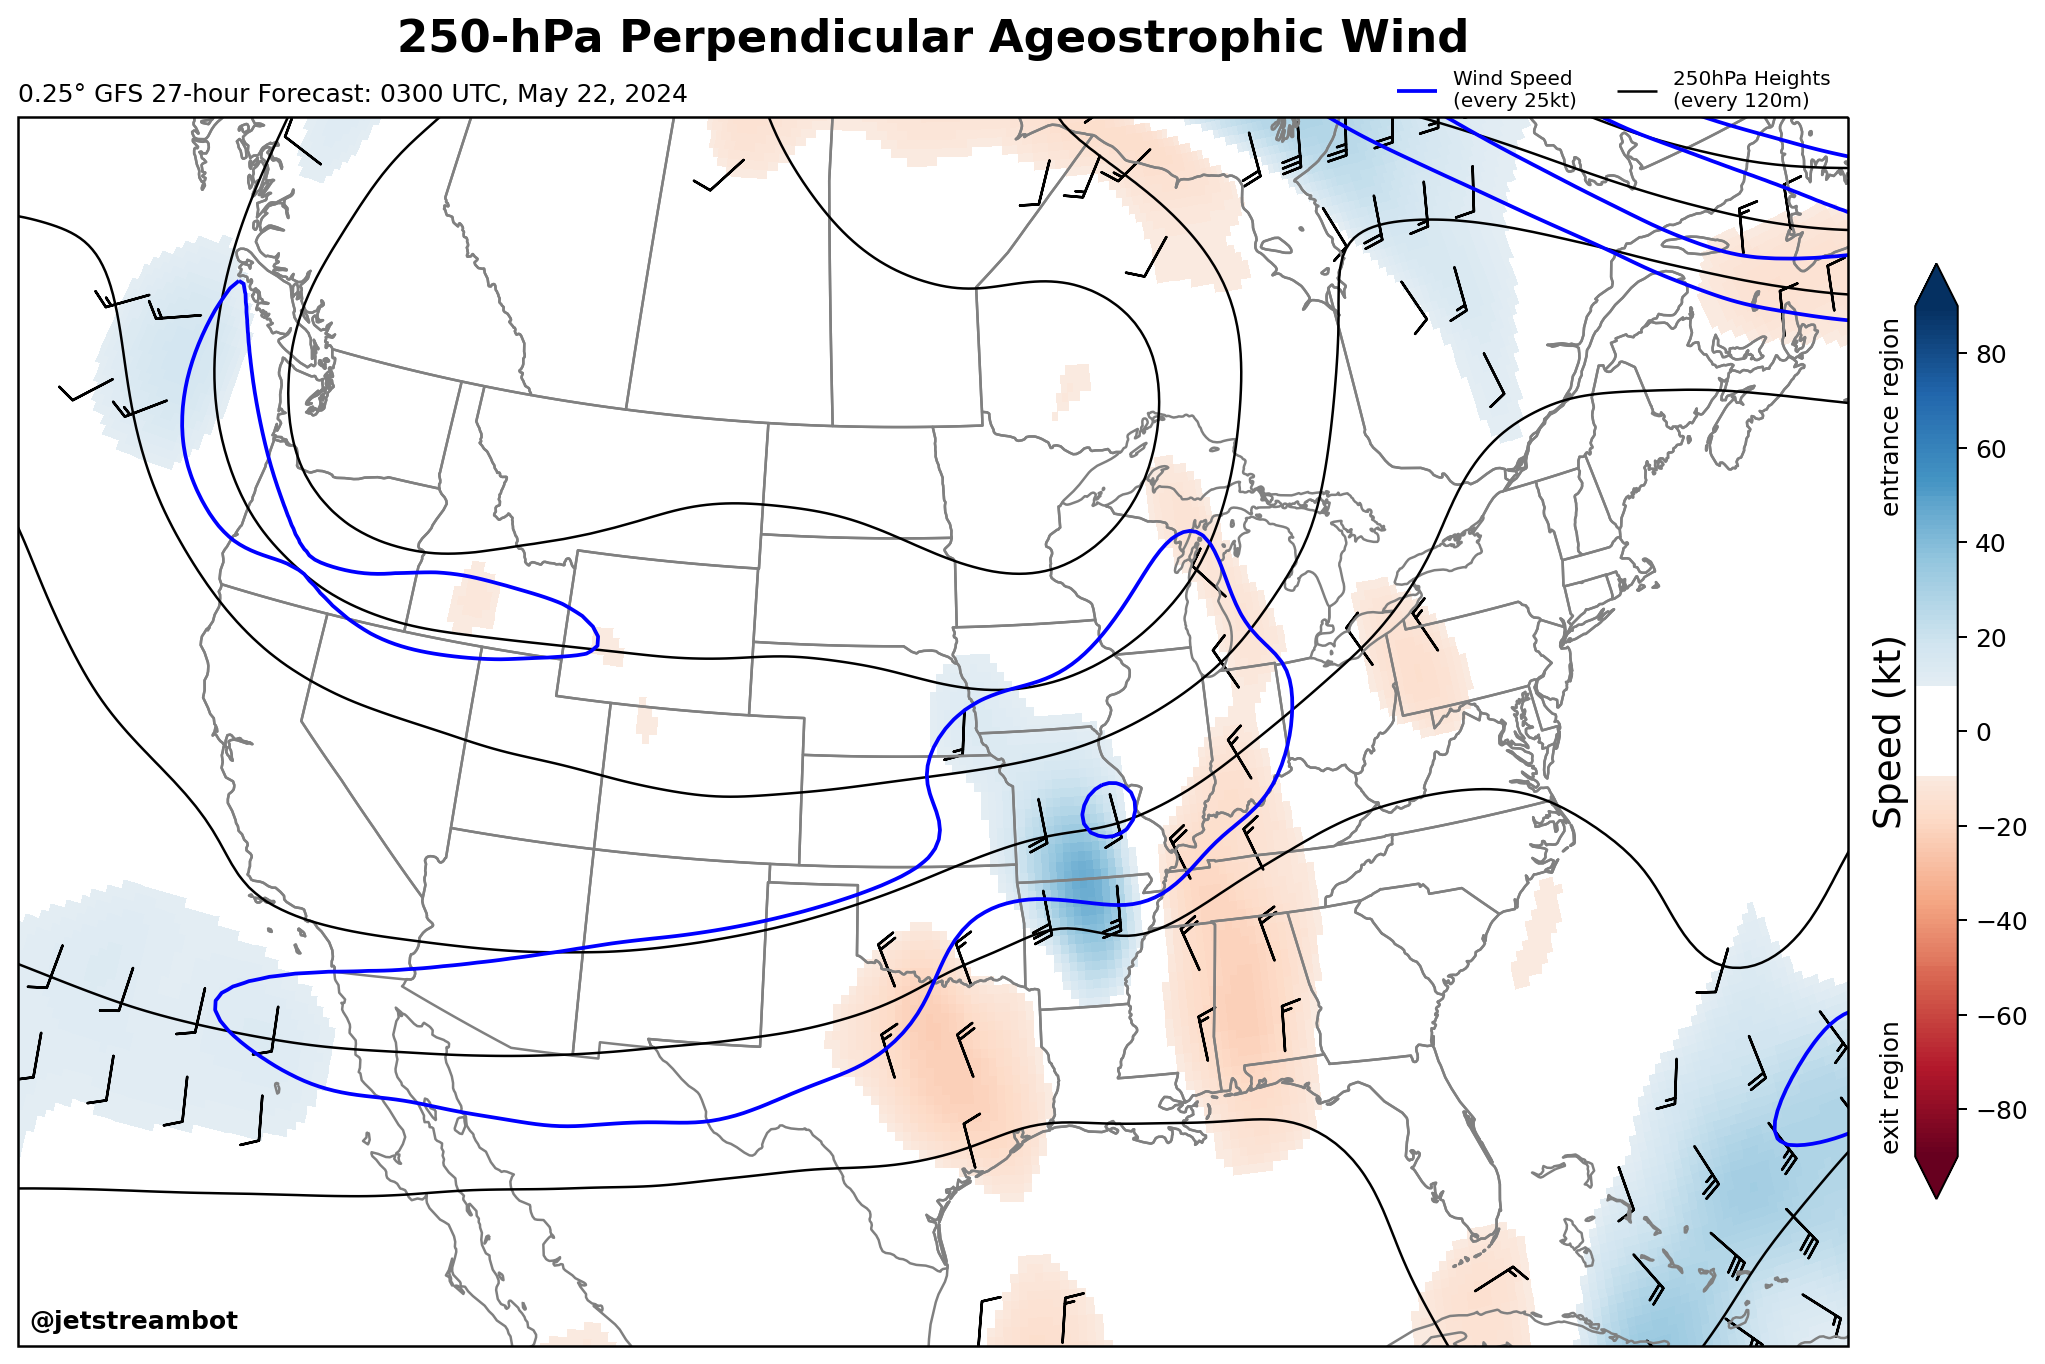 250-hPa Perpendicular Ageostrophic Wind
0.25° GFS 27-hour Forecast: 0300 UTC, May 22, 2024
Wind Speed
(every 25kt)
250hPa Heights
(every 120m)
entrance region
Speed (kt)
exit region
80
60
40
20
0
−20
−40
−60
−80
@jetstreambot